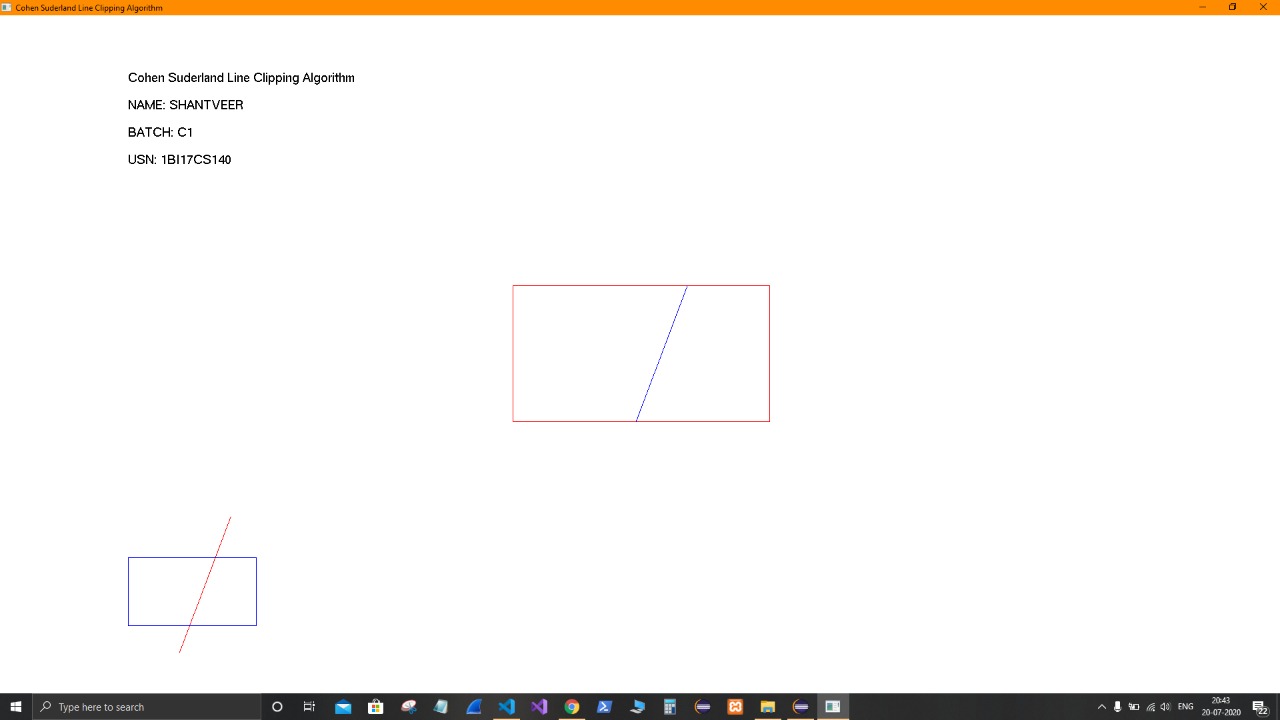 Cohen Suderland Line Clipping Algorithm
Cohen Suderland Line Clipping Algorithm
NAME: SHANTVEER
BATCH: C1
USN: 1BI17CS140
Type here to search
ENG
20:43
20-07-2020
22